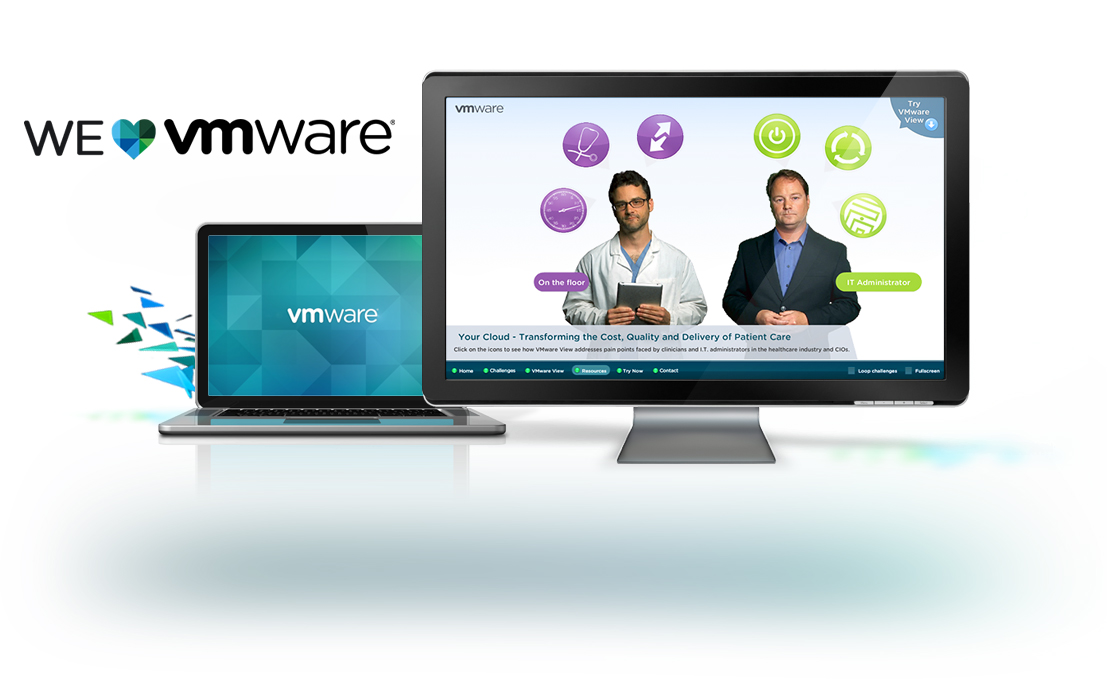 WE vmware®
vmware
vmware
Try
VMware
View
On the floor
IT Administrator
Your Cloud - Transforming the Cost, Quality and Delivery of Patient Care
Click on the icons to see how VMware View addresses pain points faced by clinicians and I.T. administrators in the healthcare industry and CIOs.
Home Challenges VMware View Resources Try Now Contact Loop challenges Fullscreen